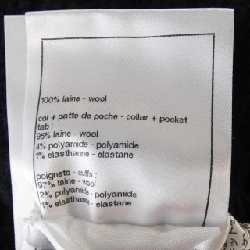 100% laine - wool
col + patte de poche - collar + pocket
tab :
95% laine - wool
4% polyamide - polyamide
1% elasthanne - elastane
poignets - cuffs :
97% laine - wool
2% polyamide - polyamide
1% elasthanne - elastane